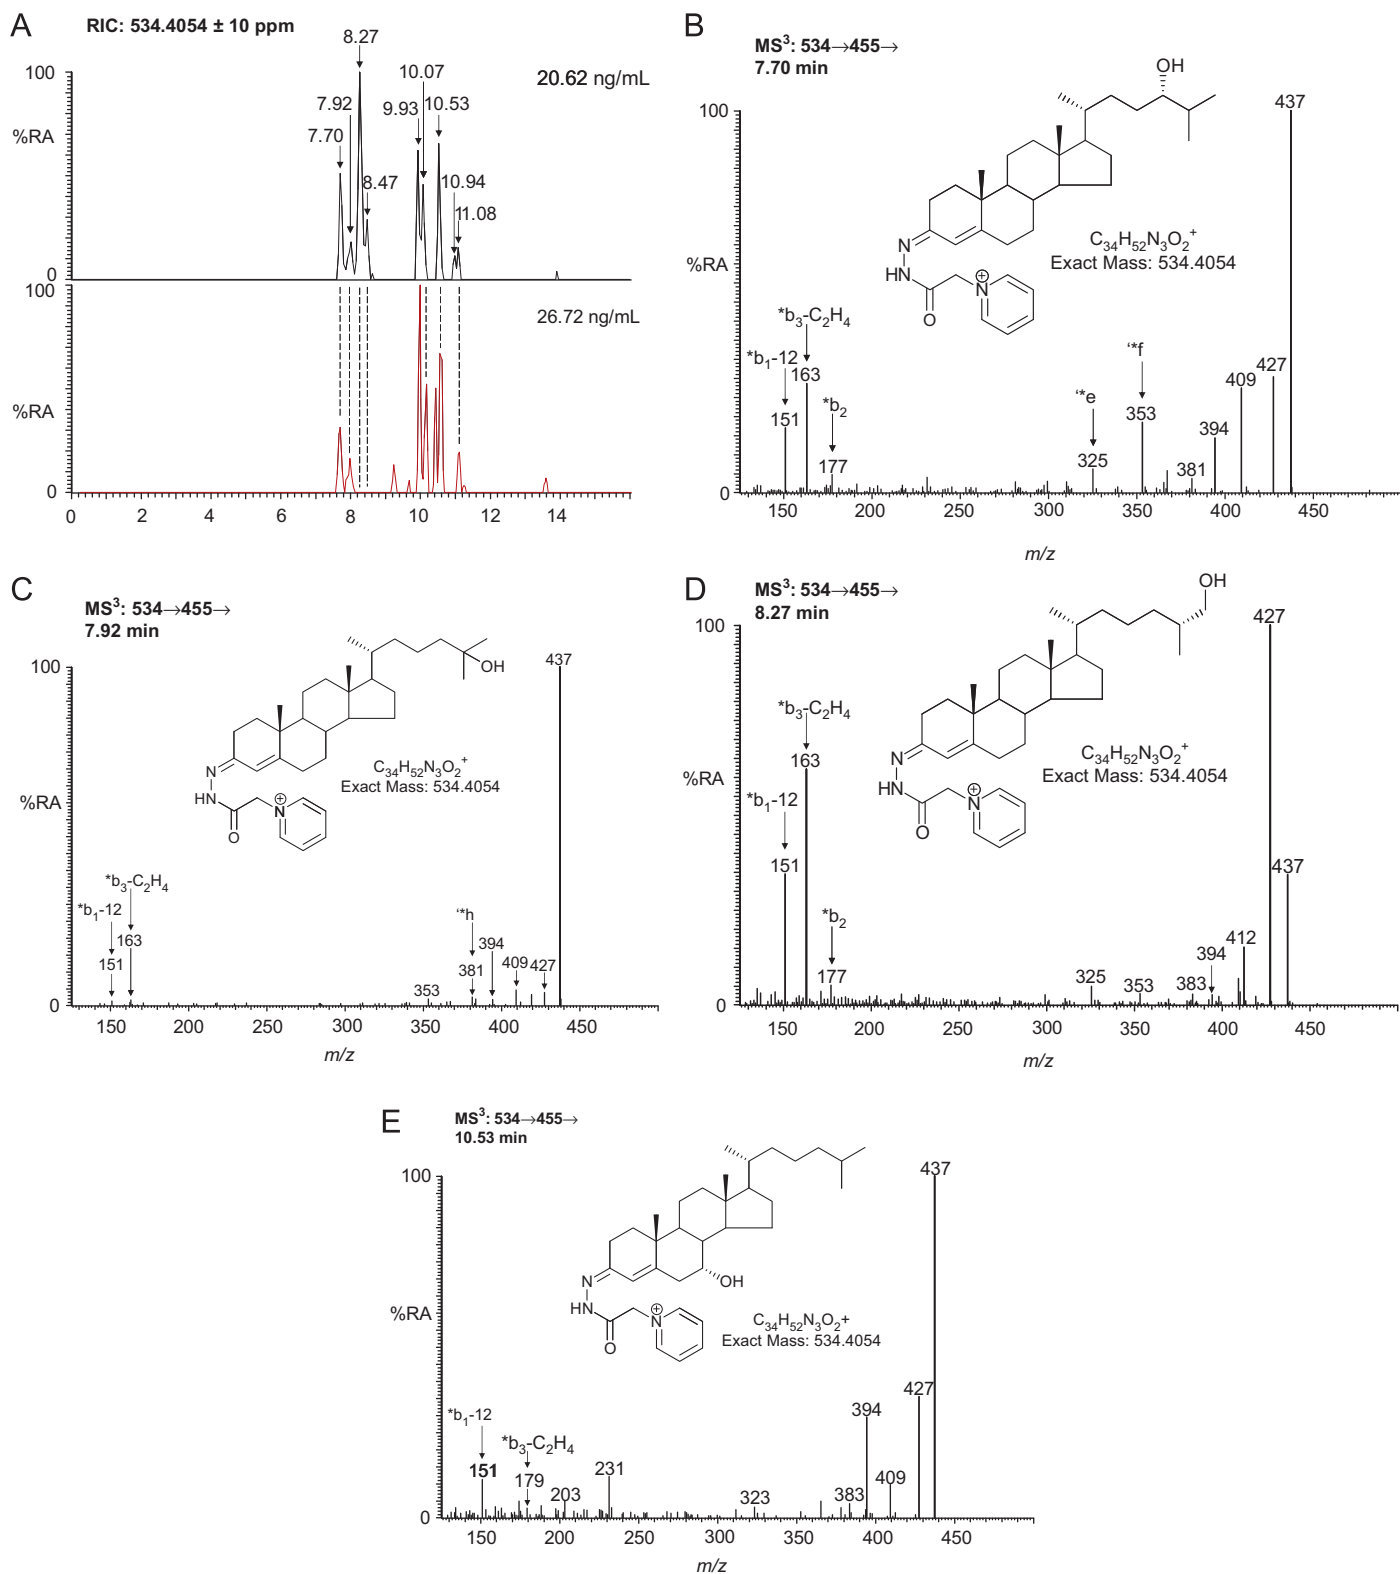 A
RIC: 534.4054 ± 10 ppm
20.62 ng/mL
100
%RA
0
7.70
7.92
8.27
8.47
9.93
10.07
10.53
10.94
11.08
26.72 ng/mL
100
%RA
0
0 2 4 6 8 10 12 14
B
MS³: 534→455→
7.70 min
OH
N
HN
O
N
⊕
C₃₄H₅₂N₃O₂⁺
Exact Mass: 534.4054
100
%RA
0
*b₁-12
151
*b₃-C₂H₄
163
*b₂
177
‘*e
325
‘*f
353
381
394
409
427
437
150 200 250 300 350 400 450
m/z
C
MS³: 534→455→
7.92 min
OH
N
HN
O
N
⊕
C₃₄H₅₂N₃O₂⁺
Exact Mass: 534.4054
100
%RA
0
*b₁-12
151
*b₃-C₂H₄
163
353
‘*h
381
394
409
427
437
150 200 250 300 350 400 450
m/z
D
MS³: 534→455→
8.27 min
OH
N
HN
O
N
⊕
C₃₄H₅₂N₃O₂⁺
Exact Mass: 534.4054
100
%RA
0
*b₁-12
151
*b₃-C₂H₄
163
*b₂
177
325
353
383
394
412
427
437
150 200 250 300 350 400 450
m/z
E
MS³: 534→455→
10.53 min
OH
N
HN
O
N
⊕
C₃₄H₅₂N₃O₂+
Exact Mass: 534.4054
100
%RA
0
*b₁-12
151
*b₃-C₂H₄
179
203
231
323
383
394
409
427
437
150 200 250 300 350 400 450
m/z